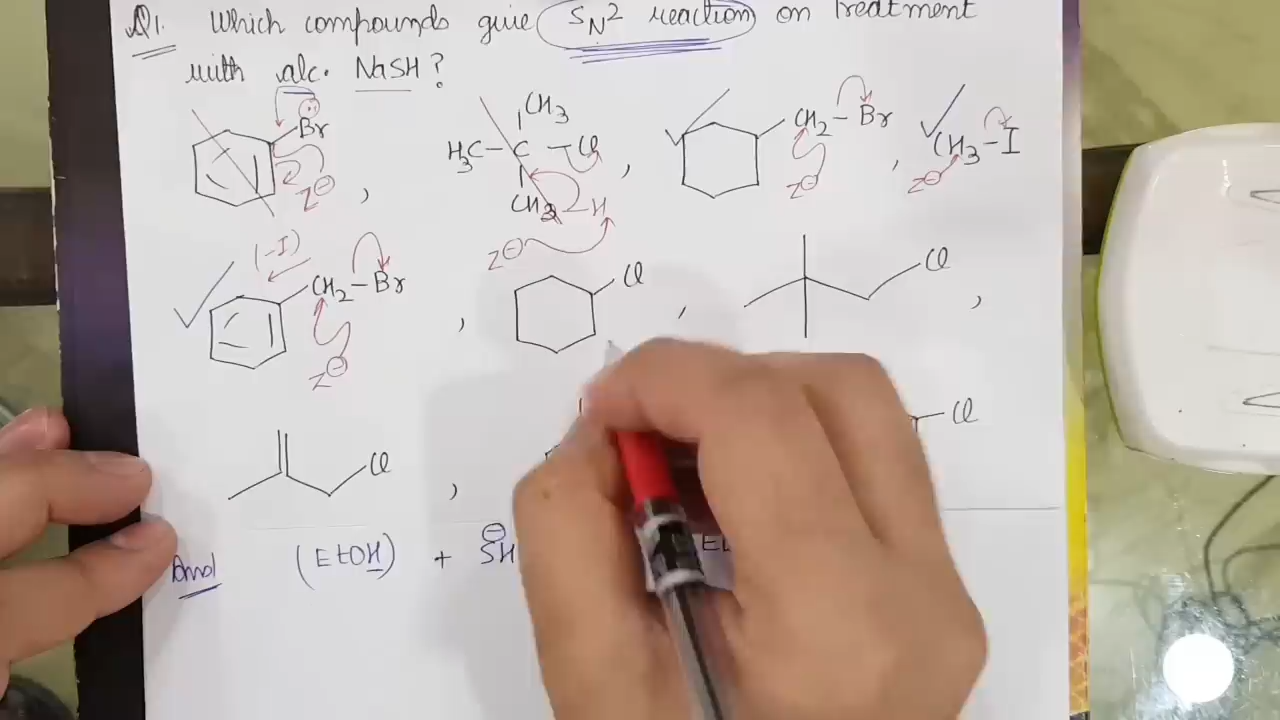 Q1. Which compounds give SN2 reaction on treatment
with alc. NaSH?
Br CH3 H3C-C-Cl CH2-Br CH3-I
Z⊖ , CH3 H , Z⊖ , Z⊖
Z⊖
(-I) CH2-Br , Cl , Cl ,
Z⊖
Cl , Cl
Ans (EtOH) + ⊖SH